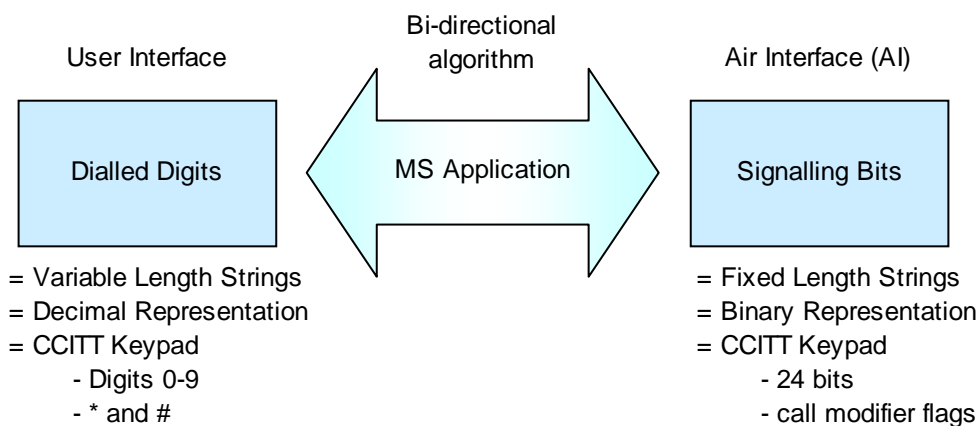 Bi-directional
algorithm
User Interface
Air Interface (AI)
Dialled Digits
MS Application
Signalling Bits
= Variable Length Strings
= Decimal Representation
= CCITT Keypad
- Digits 0-9
- * and #
= Fixed Length Strings
= Binary Representation
= CCITT Keypad
- 24 bits
- call modifier flags